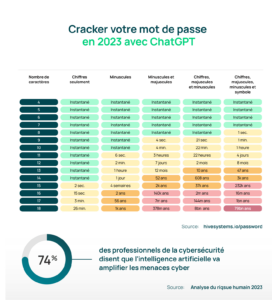 Cracker votre mot de passe
en 2023 avec ChatGPT
Nombre de caractères Chiffres seulement Minuscules Minuscules et majuscules Chiffres, majuscules et minuscules Chiffres, majuscules, minuscules et symbole
4 Instantané Instantané Instantané Instantané Instantané
5 Instantané Instantané Instantané Instantané Instantané
6 Instantané Instantané Instantané Instantané Instantané
7 Instantané Instantané Instantané Instantané Instantané
8 Instantané Instantané Instantané Instantané 1 sec.
9 Instantané Instantané 4 sec. 21 sec. 1 min.
10 Instantané Instantané 4 min. 22 min. 1 heure
11 Instantané 6 sec. 3 heures 22 heures 4 jours
12 Instantané 2 min. 7 jours 2 mois 8 mois
13 Instantané 1 heure 12 mois 10 ans 47 ans
14 Instantané 1 jour 52 ans 608 ans 3k ans
15 2 sec. 4 semaines 2k ans 37k ans 232k ans
16 15 sec. 2 ans 140k ans 2m ans 16m ans
17 3 min. 56 ans 7m ans 144m ans 1bn ans
18 26 min. 1k ans 378m ans 8bn ans 79bn ans
Source : hivesystems.io/password
74%
des professionnels de la cybersécurité
disent que l'intelligence artificielle va
amplifier les menaces cyber
Source : Analyse du risque humain 2023